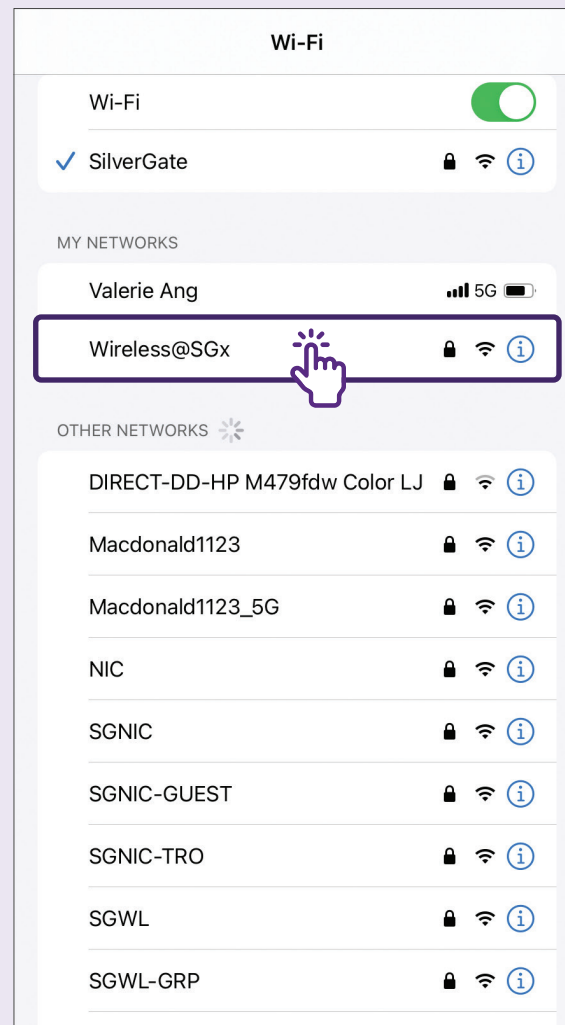 Wi-Fi
Wi-Fi
SilverGate
MY NETWORKS
Valerie Ang 5G
Wireless@SGx
OTHER NETWORKS
DIRECT-DD-HP M479fdw Color LJ
Macdonald1123
Macdonald1123_5G
NIC
SGNIC
SGNIC-GUEST
SGNIC-TRO
SGWL
SGWL-GRP